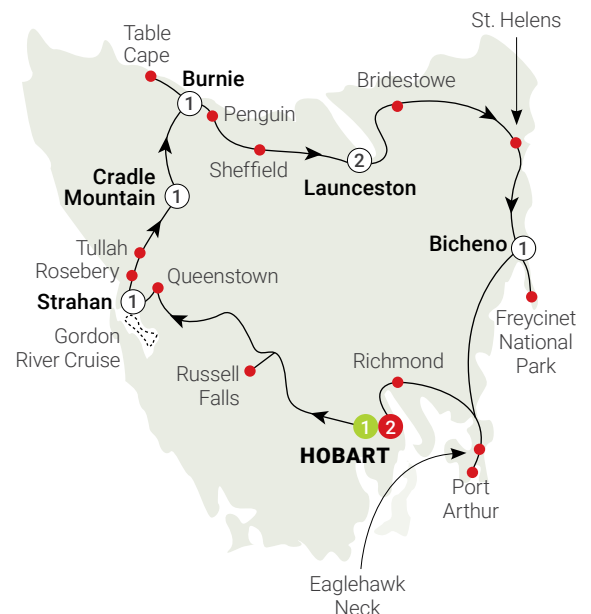 St. Helens
Table
Cape
Burnie
1
Penguin
Bridestowe
Sheffield
2
Launceston
Cradle
Mountain
1
Tullah
Rosebery
Queenstown
Strahan
1
Gordon
River Cruise
Bicheno
1
Freycinet
National
Park
Russell
Falls
Richmond
1
2
HOBART
Port
Arthur
Eaglehawk
Neck